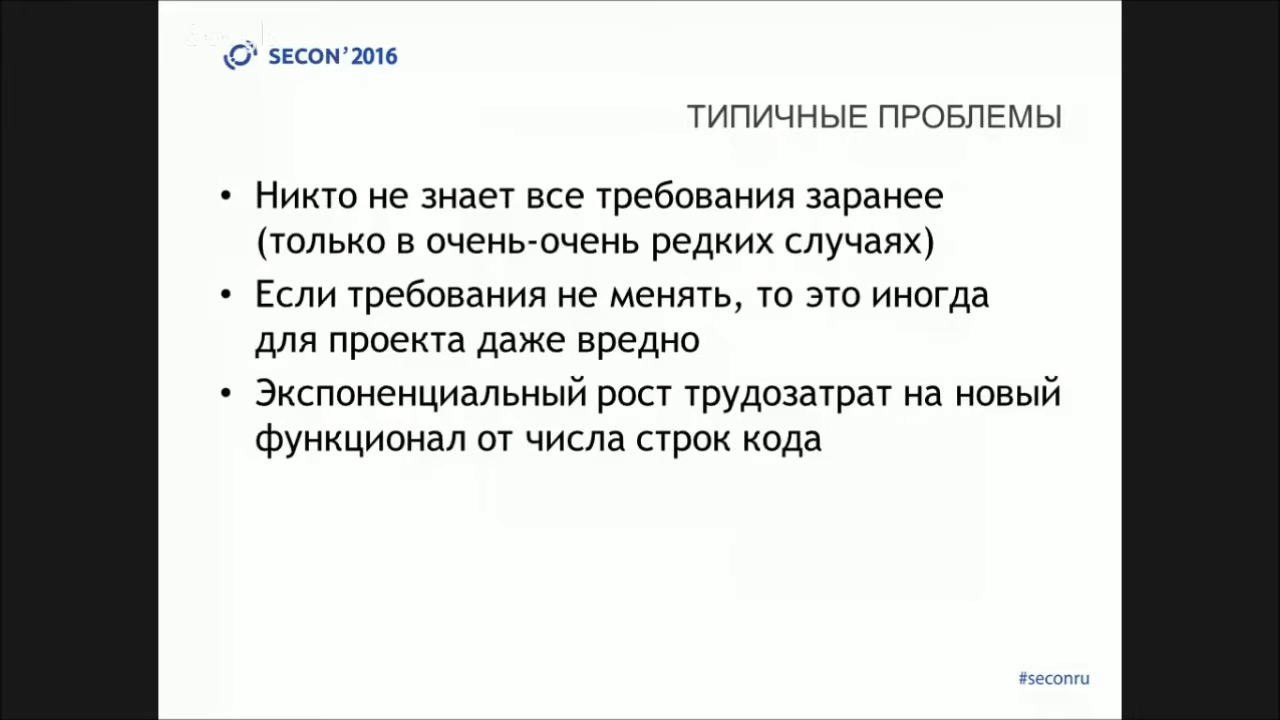 SECON’2016
ТИПИЧНЫЕ ПРОБЛЕМЫ
• Никто не знает все требования заранее
(только в очень-очень редких случаях)
• Если требования не менять, то это иногда
для проекта даже вредно
• Экспоненциальный рост трудозатрат на новый
функционал от числа строк кода
#seconru